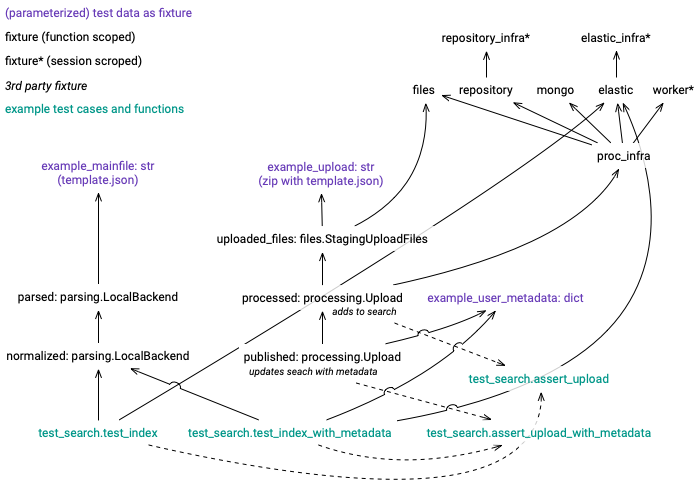 (parameterized) test data as fixture
fixture (function scoped)
fixture* (session scroped)
3rd party fixture
example test cases and functions
repository_infra*
elastic_infra*
files
repository
mongo
elastic
worker*
proc_infra
example_mainfile: str
(template.json)
example_upload: str
(zip with template.json)
uploaded_files: files.StagingUploadFiles
parsed: parsing.LocalBackend
processed: processing.Upload
adds to search
example_user_metadata: dict
normalized: parsing.LocalBackend
published: processing.Upload
updates seach with metadata
test_search.assert_upload
test_search.test_index
test_search.test_index_with_metadata
test_search.assert_upload_with_metadata